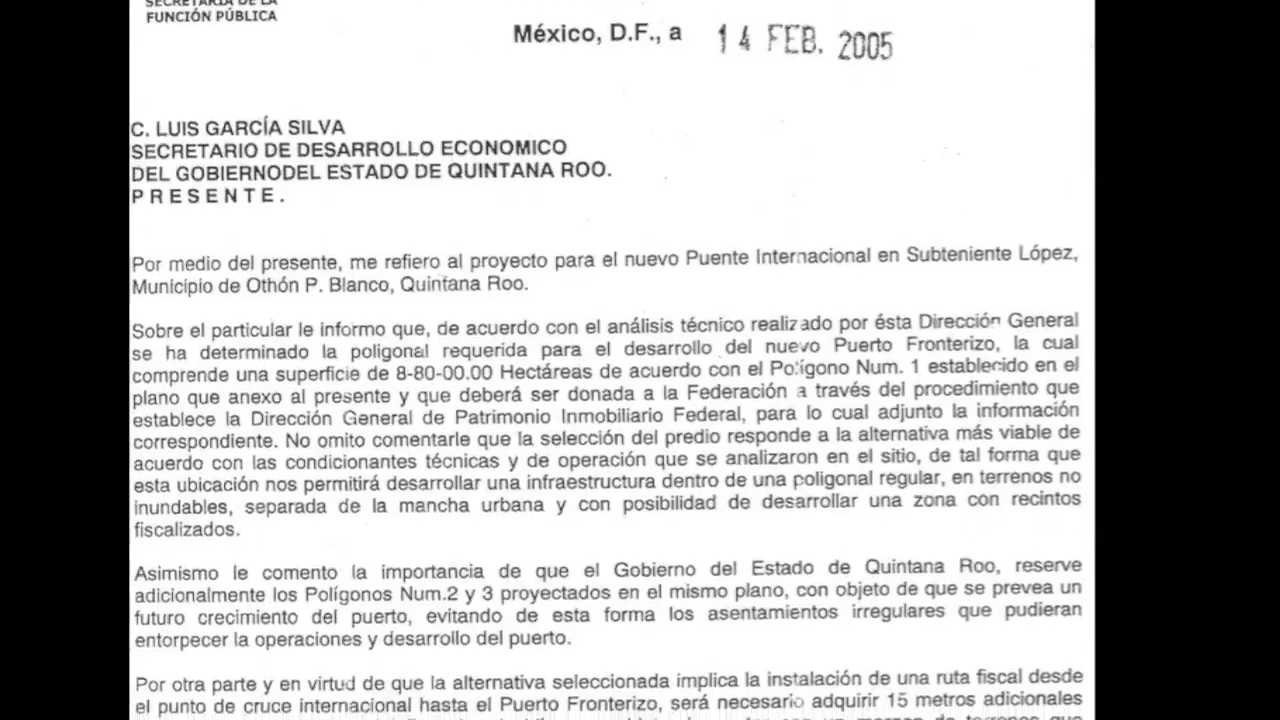 SECRETARÍA DE LA
FUNCIÓN PÚBLICA
México, D.F., a 14 FEB. 2005
C. LUIS GARCÍA SILVA
SECRETARIO DE DESARROLLO ECONOMICO
DEL GOBIERNODEL ESTADO DE QUINTANA ROO.
P R E S E N T E .
Por medio del presente, me refiero al proyecto para el nuevo Puente Internacional en Subteniente López,
Municipio de Othón P. Blanco, Quintana Roo.
Sobre el particular le informo que, de acuerdo con el análisis técnico realizado por ésta Dirección General
se ha determinado la poligonal requerida para el desarrollo del nuevo Puerto Fronterizo, la cual
comprende una superficie de 8-80-00.00 Hectáreas de acuerdo con el Polígono Num. 1 establecido en el
plano que anexo al presente y que deberá ser donada a la Federación a través del procedimiento que
establece la Dirección General de Patrimonio Inmobiliario Federal, para lo cual adjunto la información
correspondiente. No omito comentarle que la selección del predio responde a la alternativa más viable de
acuerdo con las condicionantes técnicas y de operación que se analizaron en el sitio, de tal forma que
esta ubicación nos permitirá desarrollar una infraestructura dentro de una poligonal regular, en terrenos no
inundables, separada de la mancha urbana y con posibilidad de desarrollar una zona con recintos
fiscalizados.
Asimismo le comento la importancia de que el Gobierno del Estado de Quintana Roo, reserve
adicionalmente los Polígonos Num.2 y 3 proyectados en el mismo plano, con objeto de que se prevea un
futuro crecimiento del puerto, evitando de esta forma los asentamientos irregulares que pudieran
entorpecer la operaciones y desarrollo del puerto.
Por otra parte y en virtud de que la alternativa seleccionada implica la instalación de una ruta fiscal desde
el punto de cruce internacional hasta el Puerto Fronterizo, será necesario adquirir 15 metros adicionales